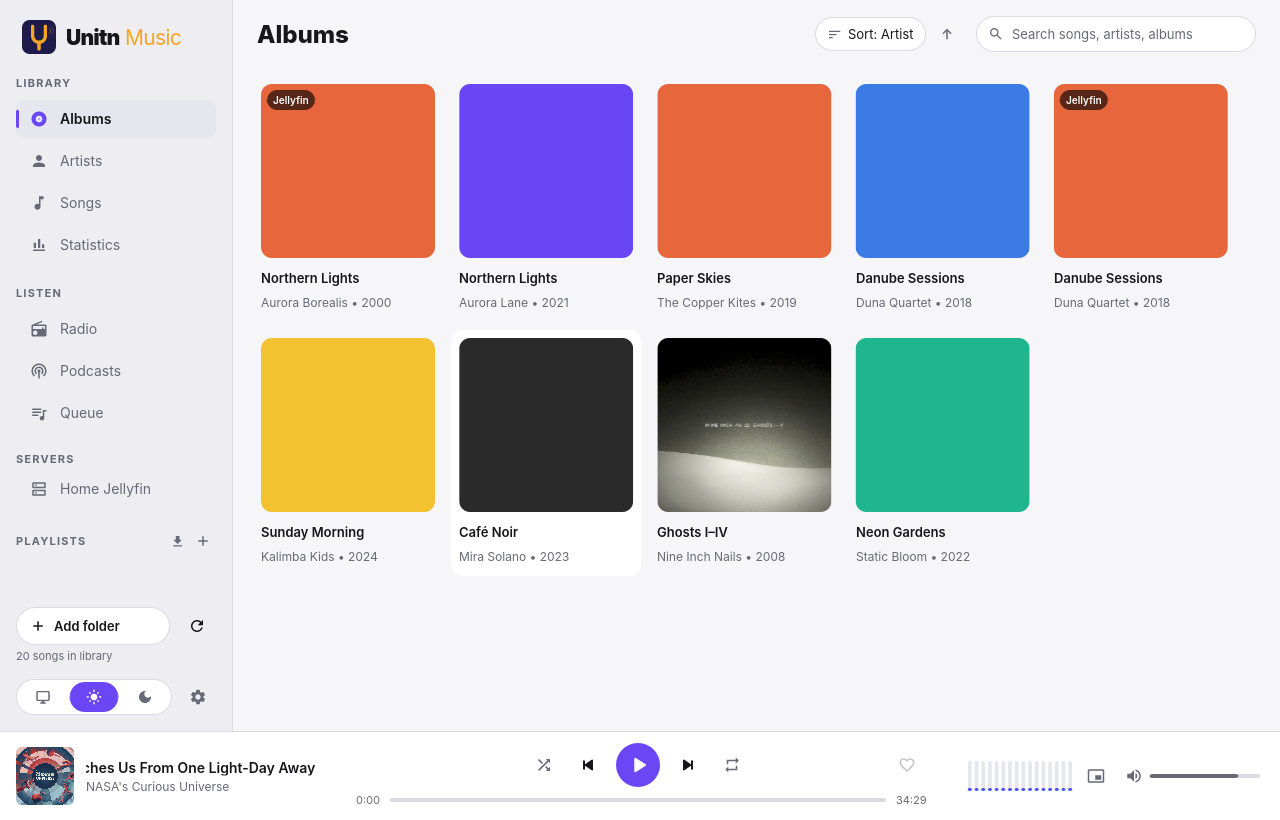 Unitn Music
LIBRARY
Albums
Artists
Songs
Statistics
LISTEN
Radio
Podcasts
Queue
SERVERS
Home Jellyfin
PLAYLISTS
Add folder
20 songs in library
Albums
Sort: Artist
Search songs, artists, albums
Jellyfin
Northern Lights
Aurora Borealis • 2000
Northern Lights
Aurora Lane • 2021
Paper Skies
The Copper Kites • 2019
Danube Sessions
Duna Quartet • 2018
Jellyfin
Danube Sessions
Duna Quartet • 2018
Sunday Morning
Kalimba Kids • 2024
Café Noir
Mira Solano • 2023
Ghosts I–IV
Nine Inch Nails • 2008
Neon Gardens
Static Bloom • 2022
ches Us From One Light-Day Away
NASA's Curious Universe
0:00
34:29